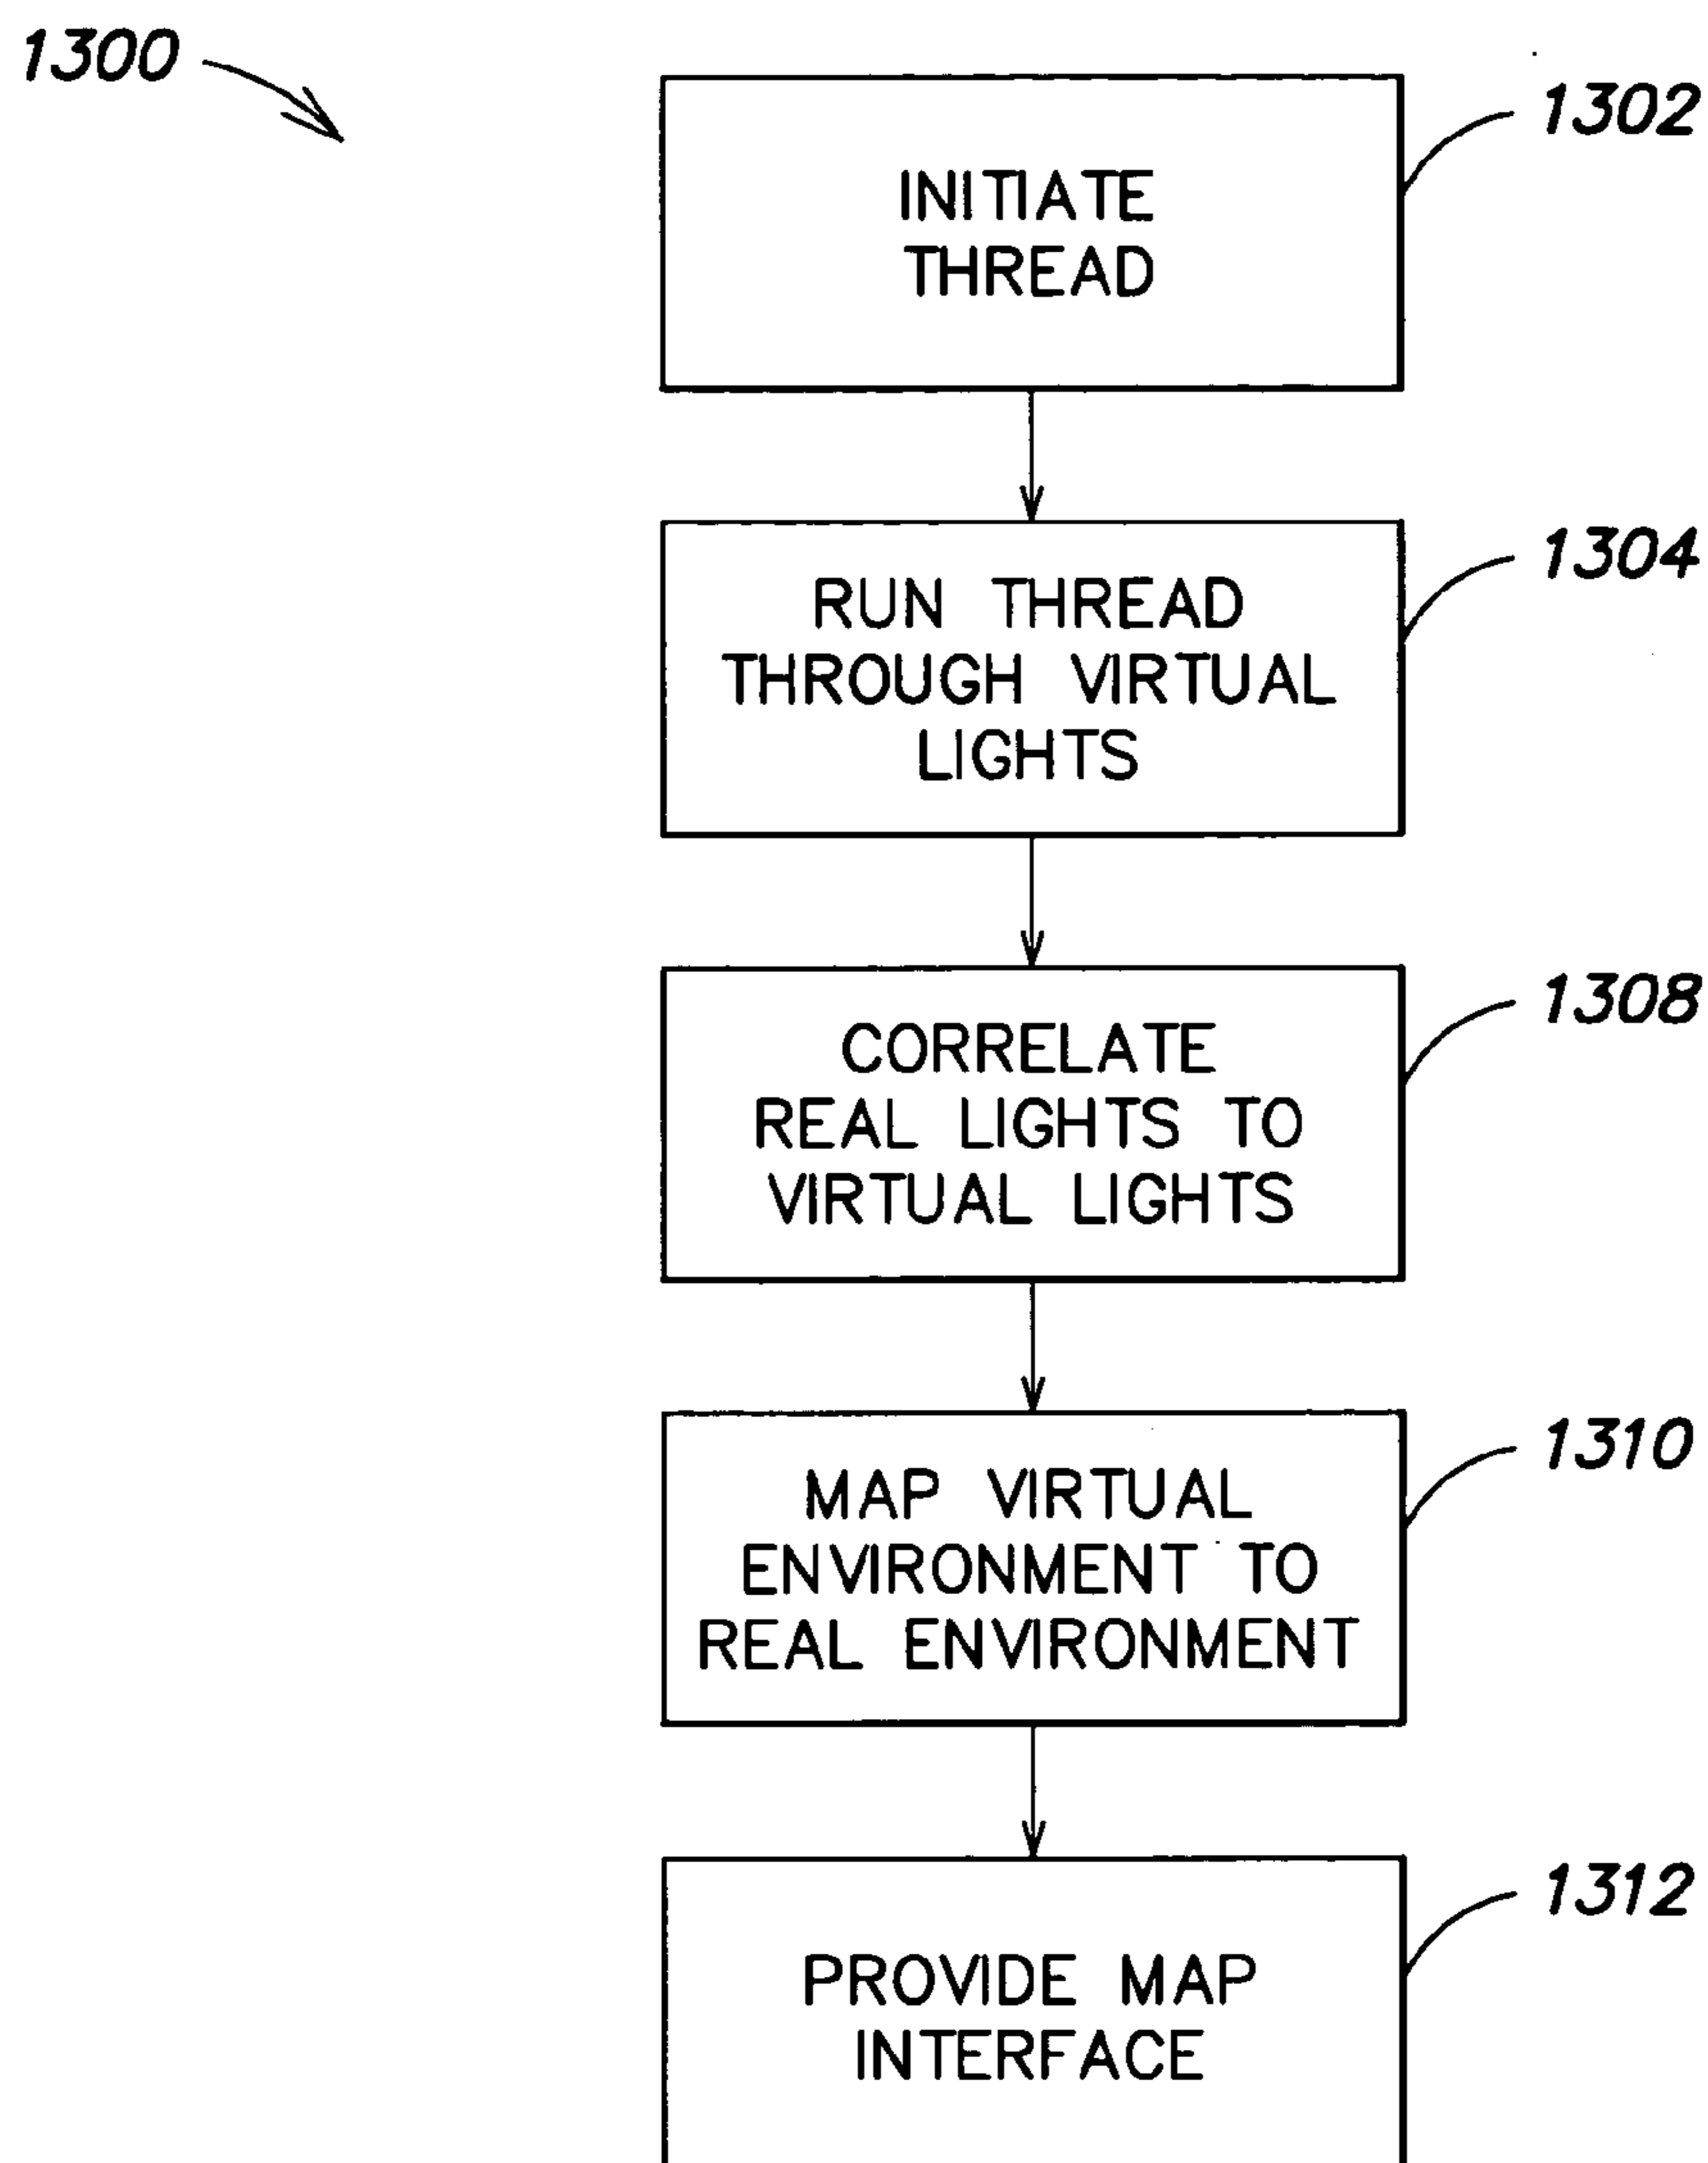 1300
1302
INITIATE
THREAD
1304
RUN THREAD
THROUGH VIRTUAL
LIGHTS
1308
CORRELATE
REAL LIGHTS TO
VIRTUAL LIGHTS
1310
MAP VIRTUAL
ENVIRONMENT TO
REAL ENVIRONMENT
1312
PROVIDE MAP
INTERFACE